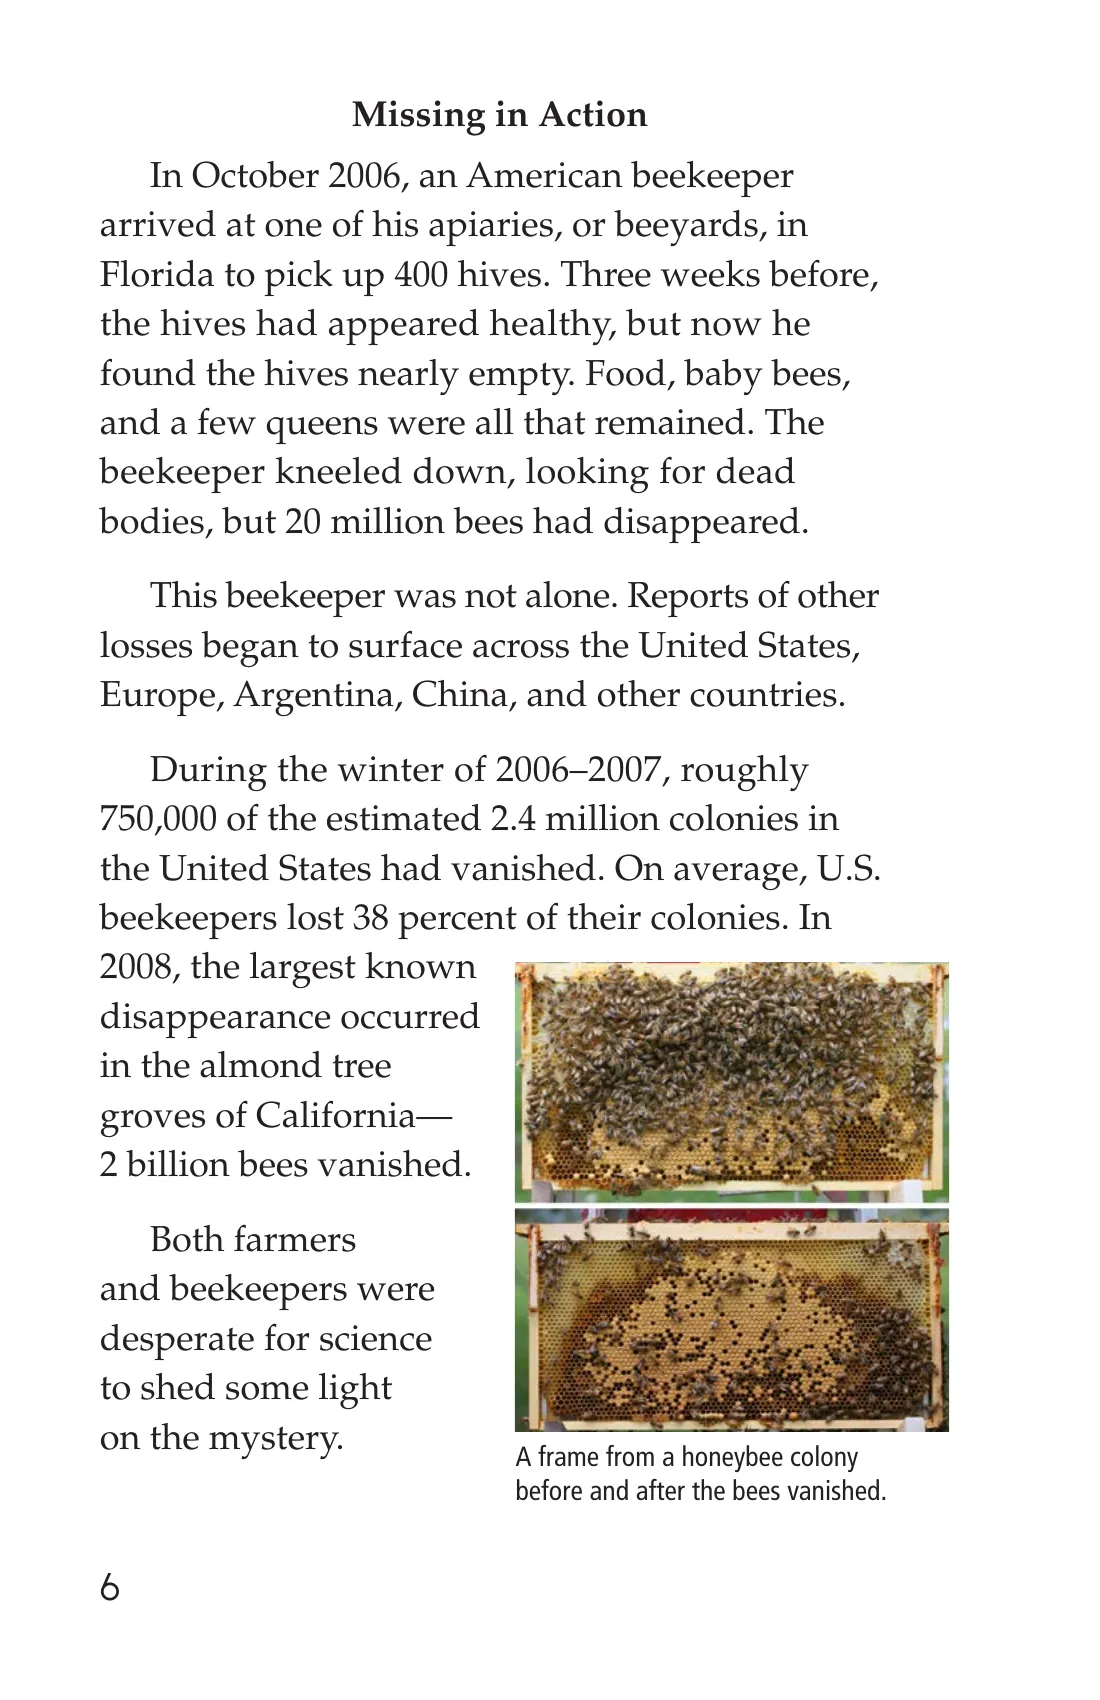 Missing in Action
In October 2006, an American beekeeper
arrived at one of his apiaries, or beeyards, in
Florida to pick up 400 hives. Three weeks before,
the hives had appeared healthy, but now he
found the hives nearly empty. Food, baby bees,
and a few queens were all that remained. The
beekeeper kneeled down, looking for dead
bodies, but 20 million bees had disappeared.
This beekeeper was not alone. Reports of other
losses began to surface across the United States,
Europe, Argentina, China, and other countries.
During the winter of 2006–2007, roughly
750,000 of the estimated 2.4 million colonies in
the United States had vanished. On average, U.S.
beekeepers lost 38 percent of their colonies. In
2008, the largest known
disappearance occurred
in the almond tree
groves of California—
2 billion bees vanished.
Both farmers
and beekeepers were
desperate for science
to shed some light
on the mystery.
A frame from a honeybee colony
before and after the bees vanished.
6